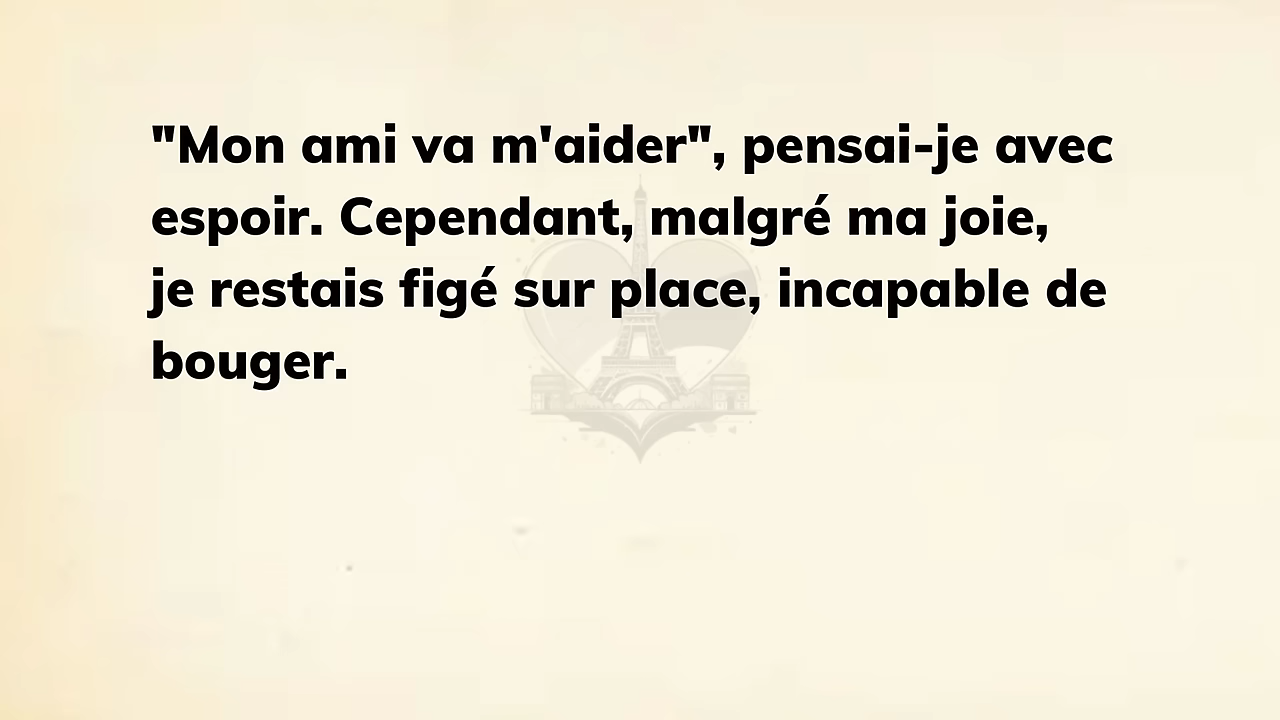 "Mon ami va m'aider", pensai-je avec
espoir. Cependant, malgré ma joie,
je restais figé sur place, incapable de
bouger.